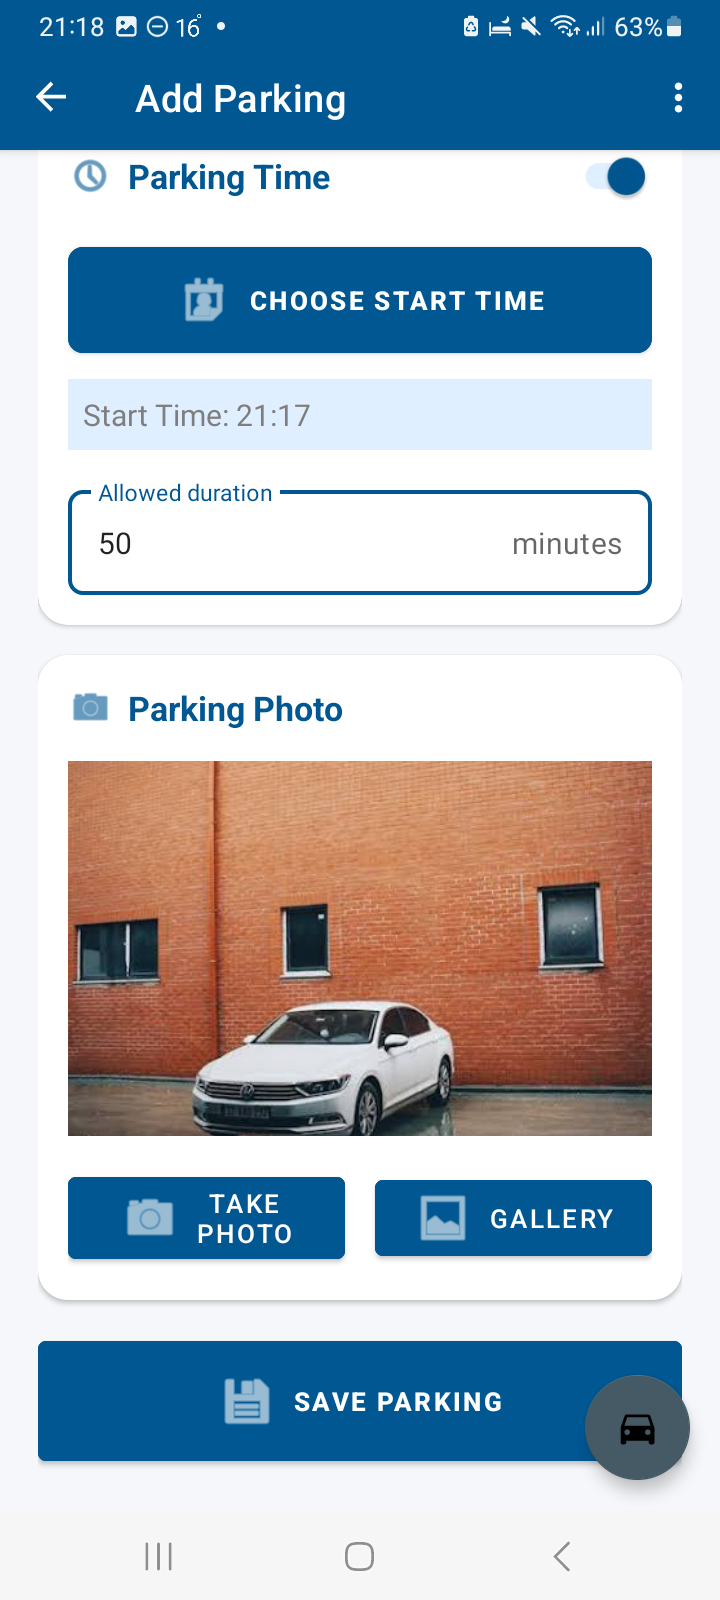 21:18 16° 63%
Add Parking
Parking Time
CHOOSE START TIME
Start Time: 21:17
Allowed duration
50 minutes
Parking Photo
TAKE
PHOTO
GALLERY
SAVE PARKING